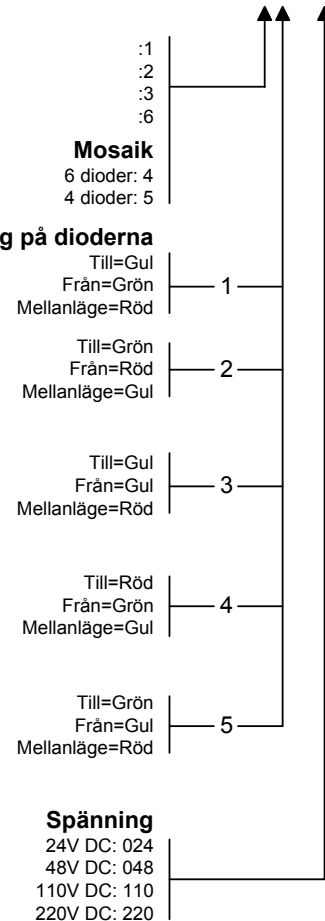 :1
:2
:3
:6
Mosaik
6 dioder: 4
4 dioder: 5
g på dioderna
Till=Gul
Från=Grön
Mellanläge=Röd
1
Till=Grön
Från=Röd
Mellanläge=Gul
2
Till=Gul
Från=Gul
Mellanläge=Röd
3
Till=Röd
Från=Grön
Mellanläge=Gul
4
Till=Grön
Från=Gul
Mellanläge=Röd
5
Spänning
24V DC: 024
48V DC: 048
110V DC: 110
220V DC: 220